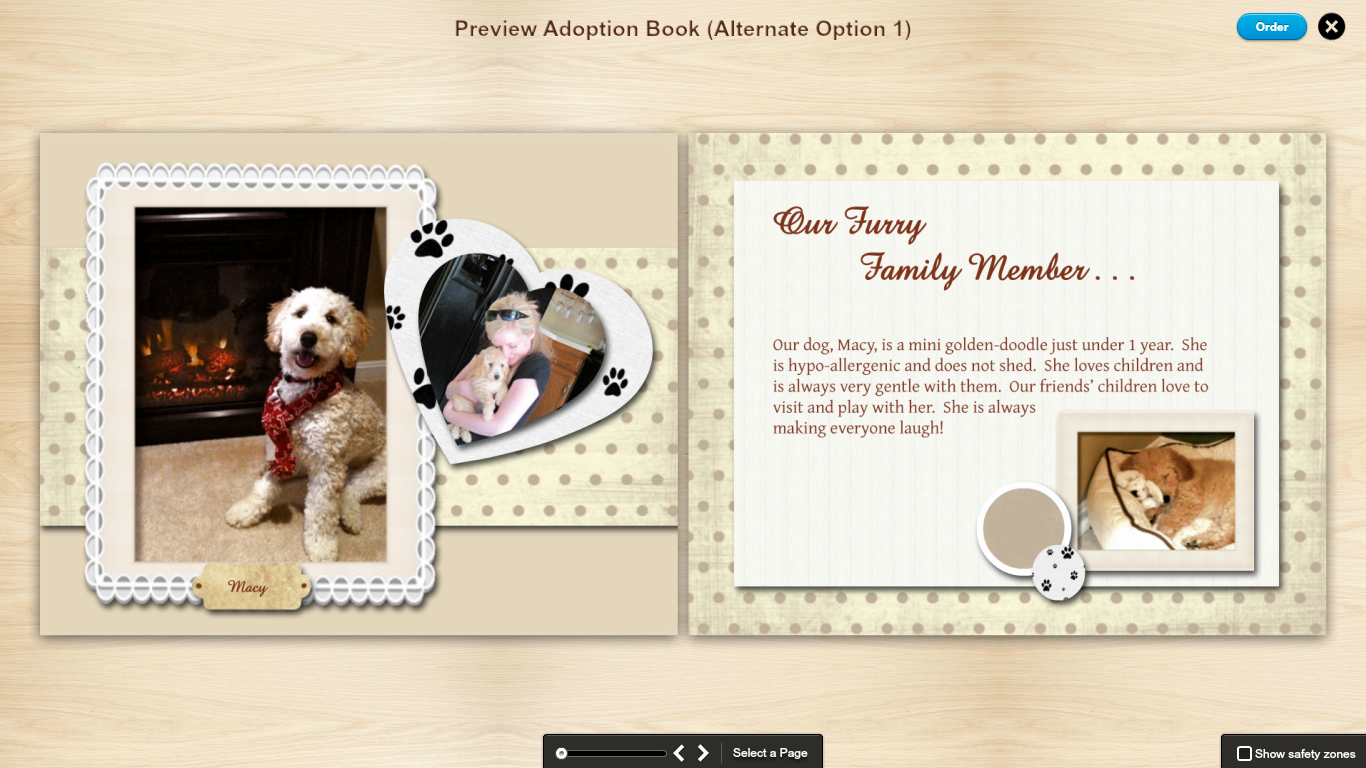 Preview Adoption Book (Alternate Option 1)
Order
Macy
Our Furry
Family Member . . .
Our dog, Macy, is a mini golden-doodle just under 1 year.  She
is hypo-allergenic and does not shed.  She loves children and
is always very gentle with them.  Our friends’ children love to
visit and play with her.  She is always
making everyone laugh!
Select a Page
Show safety zones